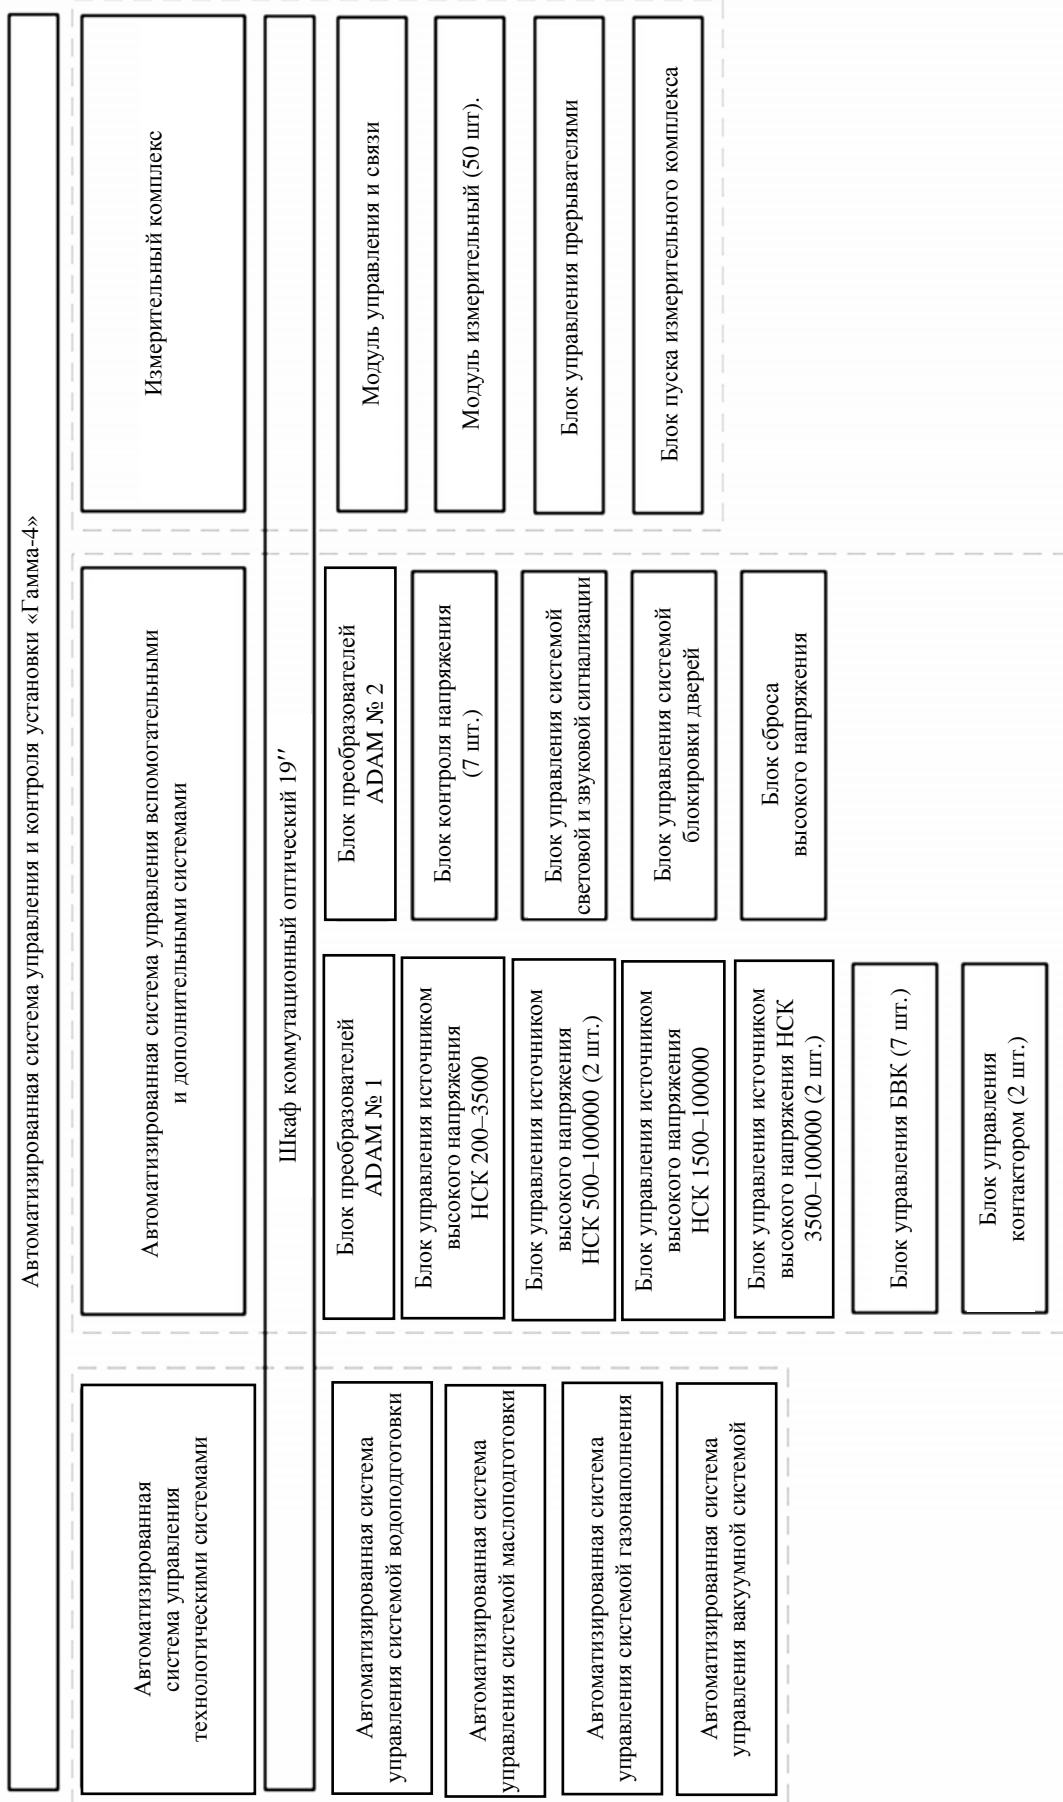 Автоматизированная система управления и контроля установки «Гамма-4»
Автоматизированная
система управления
технологическими системами
Автоматизированная система управления вспомогательными
и дополнительными системами
Измерительный комплекс
Шкаф коммутационный оптический 19″
Автоматизированная система
управления системой водоподготовки
Автоматизированная система
управления системой маслоподготовки
Автоматизированная система
управления системой газонаполнения
Автоматизированная система
управления вакуумной системой
Блок преобразователей
ADAM № 1
Блок управления источником
высокого напряжения
НСК 200–35000
Блок управления источником
высокого напряжения
НСК 500–100000 (2 шт.)
Блок управления источником
высокого напряжения
НСК 1500–100000
Блок управления источником
высокого напряжения НСК
3500–100000 (2 шт.)
Блок управления БВК (7 шт.)
Блок управления
контактором (2 шт.)
Блок преобразователей
ADAM № 2
Блок контроля напряжения
(7 шт.)
Блок управления системой
световой и звуковой сигнализации
Блок управления системой
блокировки дверей
Блок сброса
высокого напряжения
Модуль управления и связи
Модуль измерительный (50 шт).
Блок управления прерывателями
Блок пуска измерительного комплекса